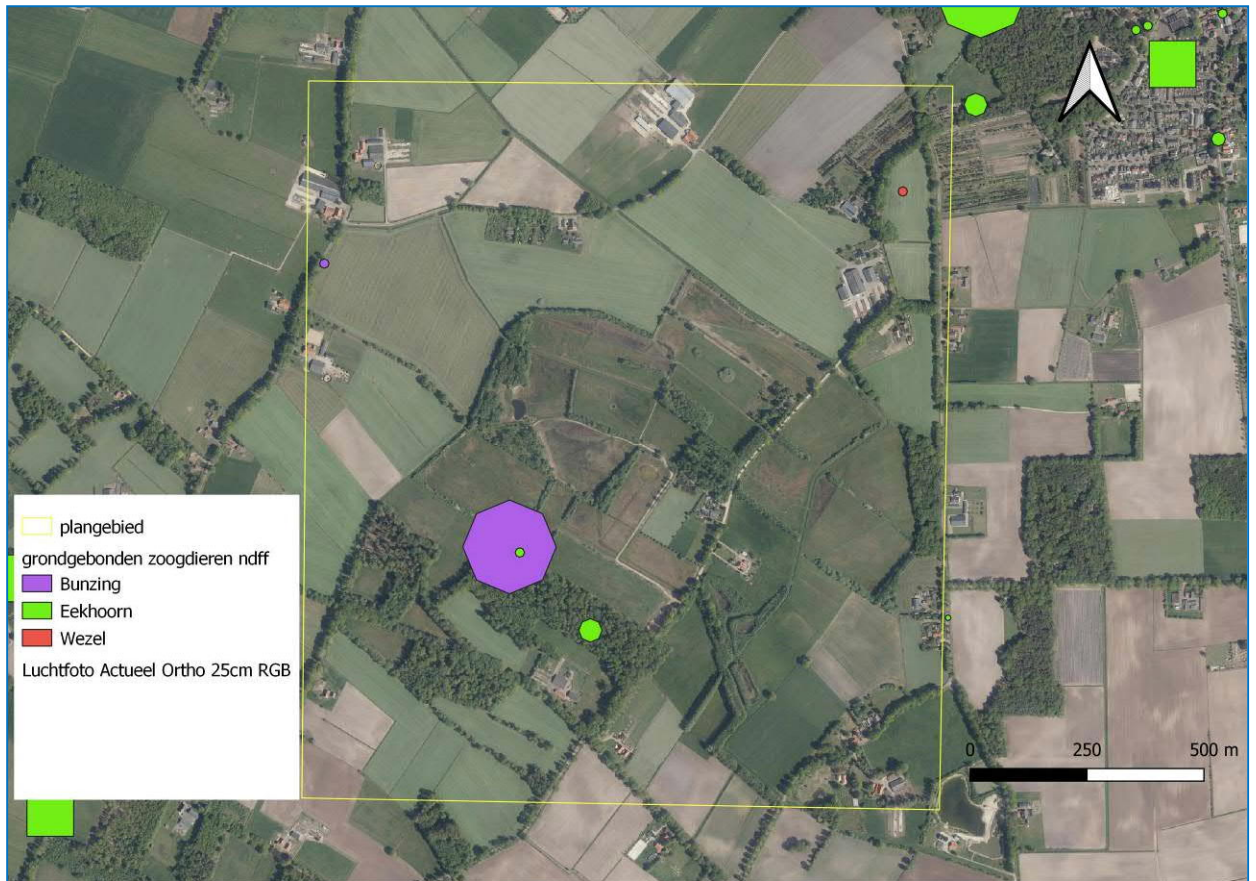 plangebied
grondgebonden zoogdieren ndff
Bunzing
Eekhoorn
Wezel
Luchtfoto Actueel Ortho 25cm RGB
0 250 500 m